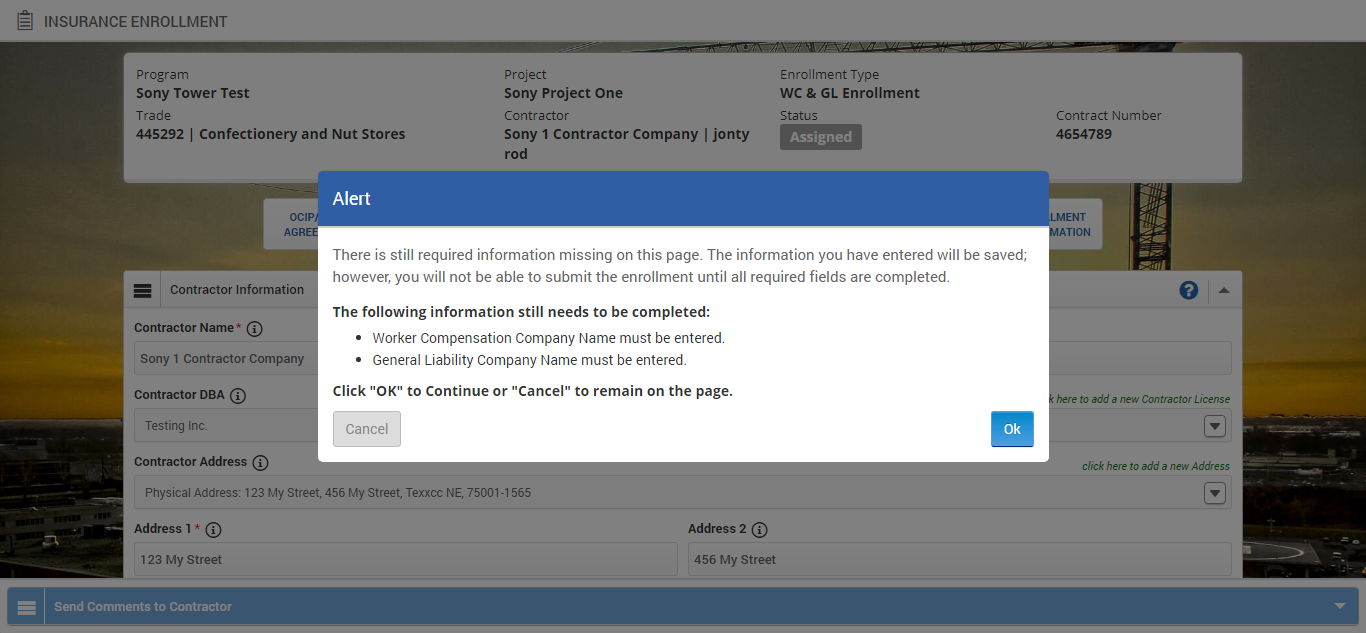 INSURANCE ENROLLMENT
Program
Sony Tower Test
Project
Sony Project One
Enrollment Type
WC & GL Enrollment
Trade
445292 | Confectionery and Nut Stores
Contractor
Sony 1 Contractor Company | jonty
rod
Status
Assigned
Contract Number
4654789
OCIP/
AGREE
LMENT
MATION
Alert
There is still required information missing on this page. The information you have entered will be saved;
however, you will not be able to submit the enrollment until all required fields are completed.
The following information still needs to be completed:
• Worker Compensation Company Name must be entered.
• General Liability Company Name must be entered.
Click "OK" to Continue or "Cancel" to remain on the page.
Cancel
Ok
Contractor Information
?
Contractor Name*
Sony 1 Contractor Company
Contractor DBA
k here to add a new Contractor License
Testing Inc.
Contractor Address
click here to add a new Address
Physical Address: 123 My Street, 456 My Street, Texxcc NE, 75001-1565
Address 1 *
Address 2
123 My Street
456 My Street
Send Comments to Contractor